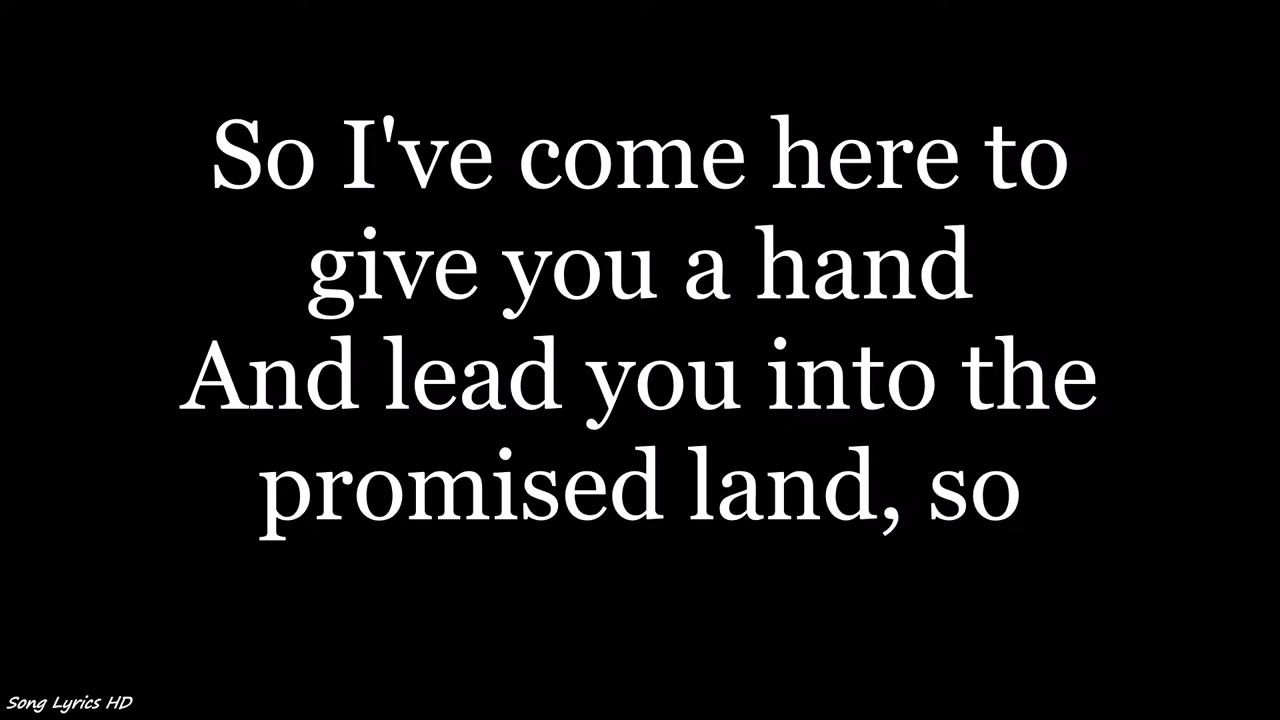 So I've come here to
give you a hand
And lead you into the
promised land, so
Song Lyrics HD